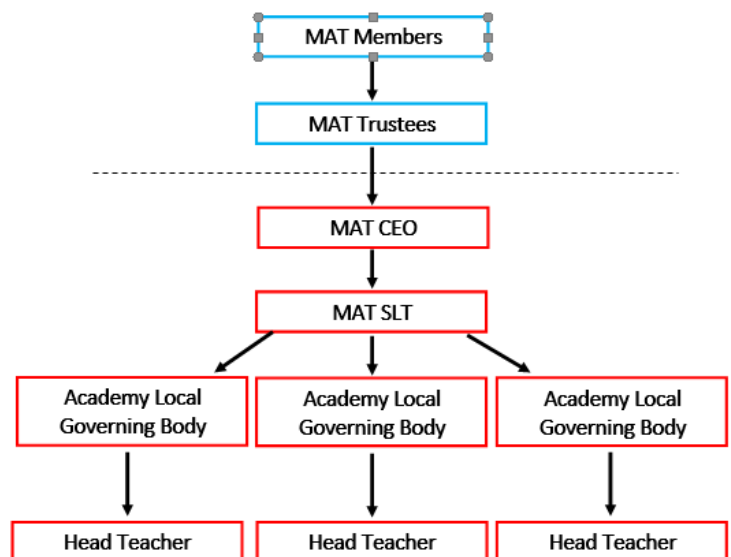 MAT Members
MAT Trustees
MAT CEO
MAT SLT
Academy Local
Governing Body
Academy Local
Governing Body
Academy Local
Governing Body
Head Teacher
Head Teacher
Head Teacher